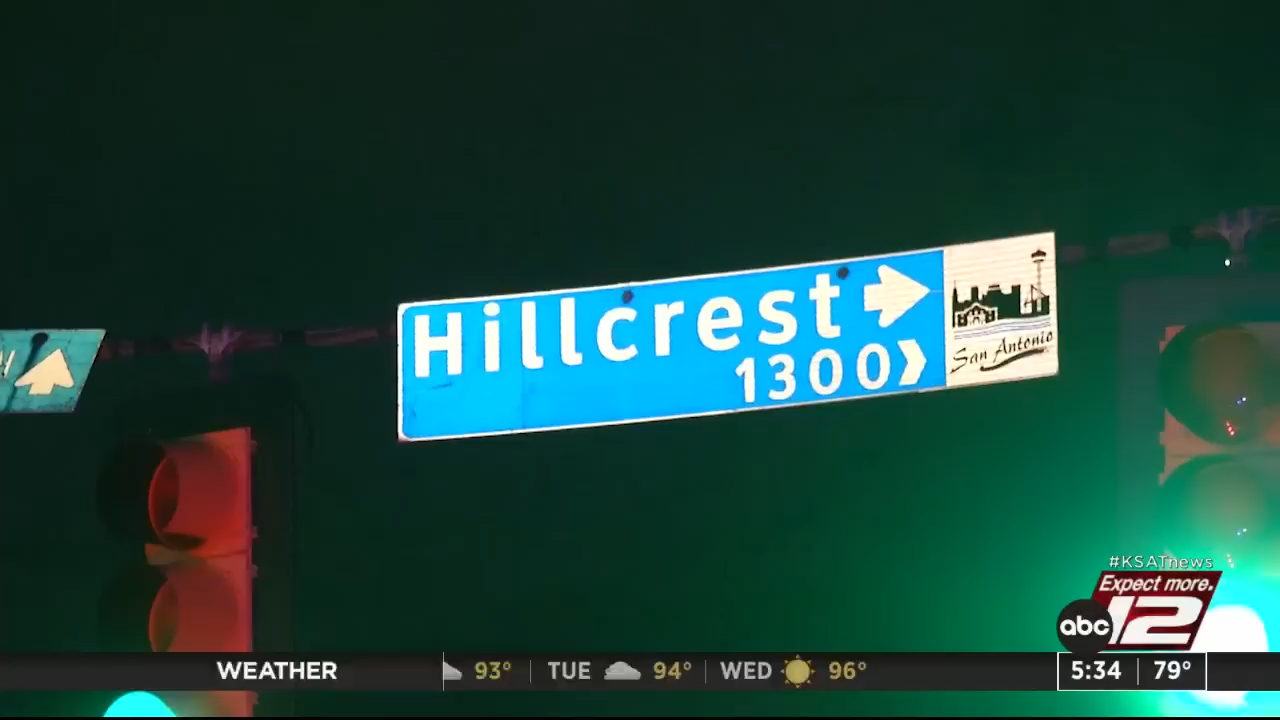 Hillcrest
1300
San Antonio
#KSATnews
Expect more.
abc 12
WEATHER 93° TUE 94° WED 96° 5:34 79°